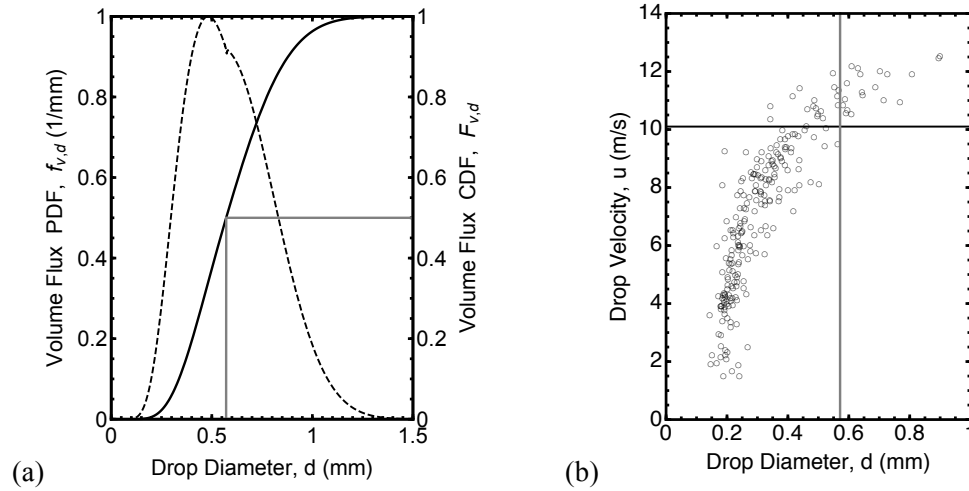 1
0.8
0.6
0.4
0.2
0
Volume Flux PDF, f_{v,d} (1/mm)
1
0.8
0.6
0.4
0.2
0
Volume Flux CDF, F_{v,d}
0 0.5 1 1.5
Drop Diameter, d (mm)
(a)
14
12
10
8
6
4
2
0
Drop Velocity, u (m/s)
0 0.2 0.4 0.6 0.8 1
Drop Diameter, d (mm)
(b)